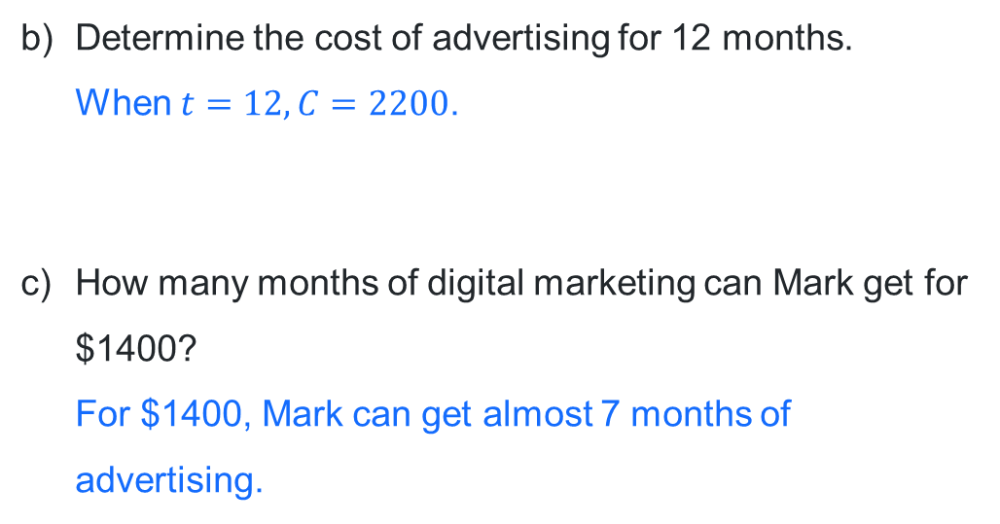 b) Determine the cost of advertising for 12 months.
When t = 12, C = 2200.
c) How many months of digital marketing can Mark get for
$1400?
For $1400, Mark can get almost 7 months of
advertising.